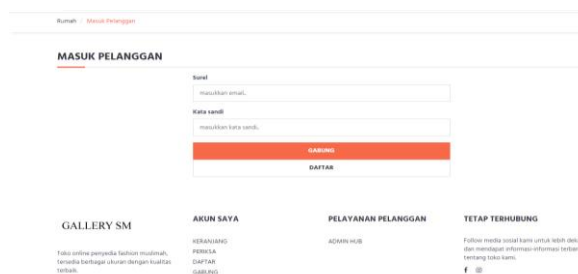 Rumah / Masuk Pelanggan
MASUK PELANGGAN
Surel
masukkan email..
Kata sandi
masukkan kata sandi..
GABUNG
DAFTAR
GALLERY SM
Toko online penyedia fashion muslimah,
tersedia berbagai ukuran dengan kualitas
terbaik.
AKUN SAYA
KERANJANG
PERIKSA
DAFTAR
GABUNG
PELAYANAN PELANGGAN
ADMIN HUB
TETAP TERHUBUNG
Follow media sosial kami untuk lebih
dan mendapat informasi-informasi
tentang toko kami.